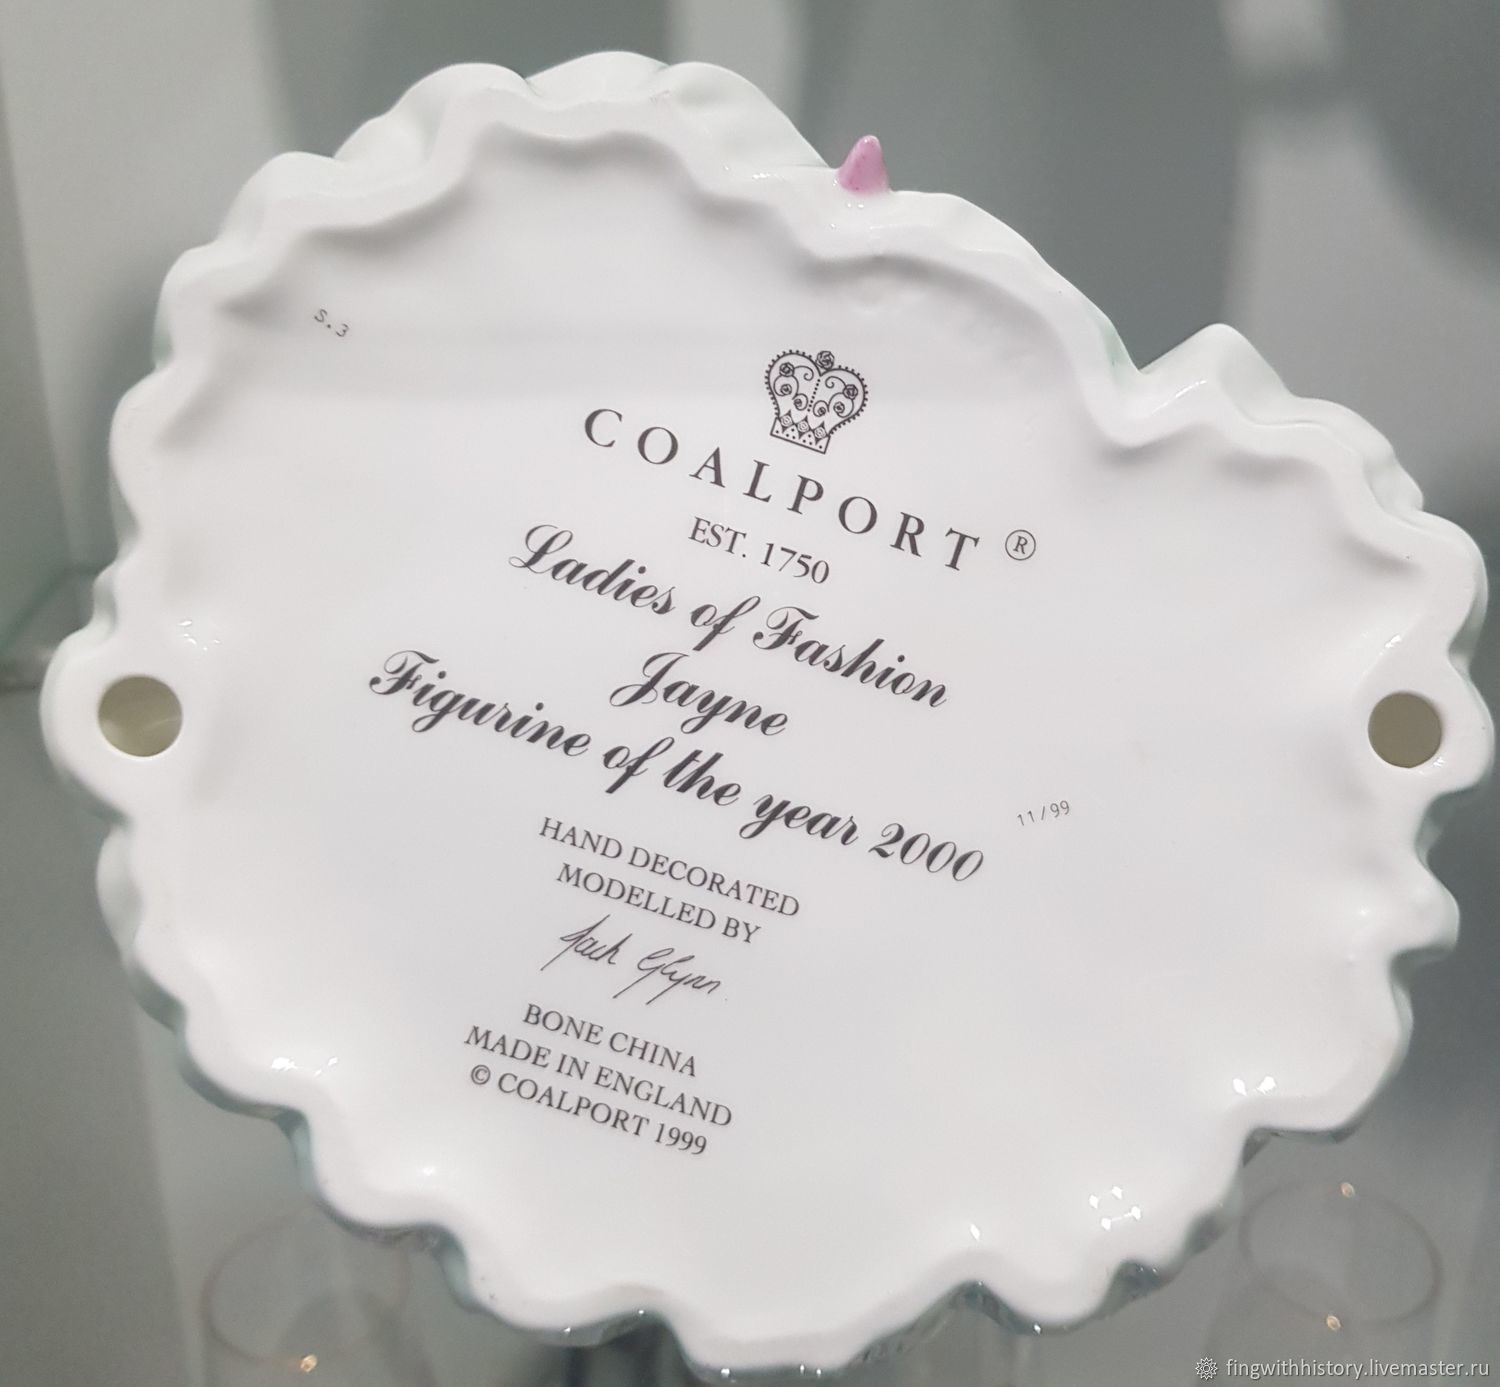 S.3
COALPORT®
EST. 1750
Ladies of Fashion
Jayne
Figurine of the year 2000
11/99
HAND DECORATED
MODELLED BY
Jack Glynn
BONE CHINA
MADE IN ENGLAND
© COALPORT 1999
fingwithhistory.livemaster.ru